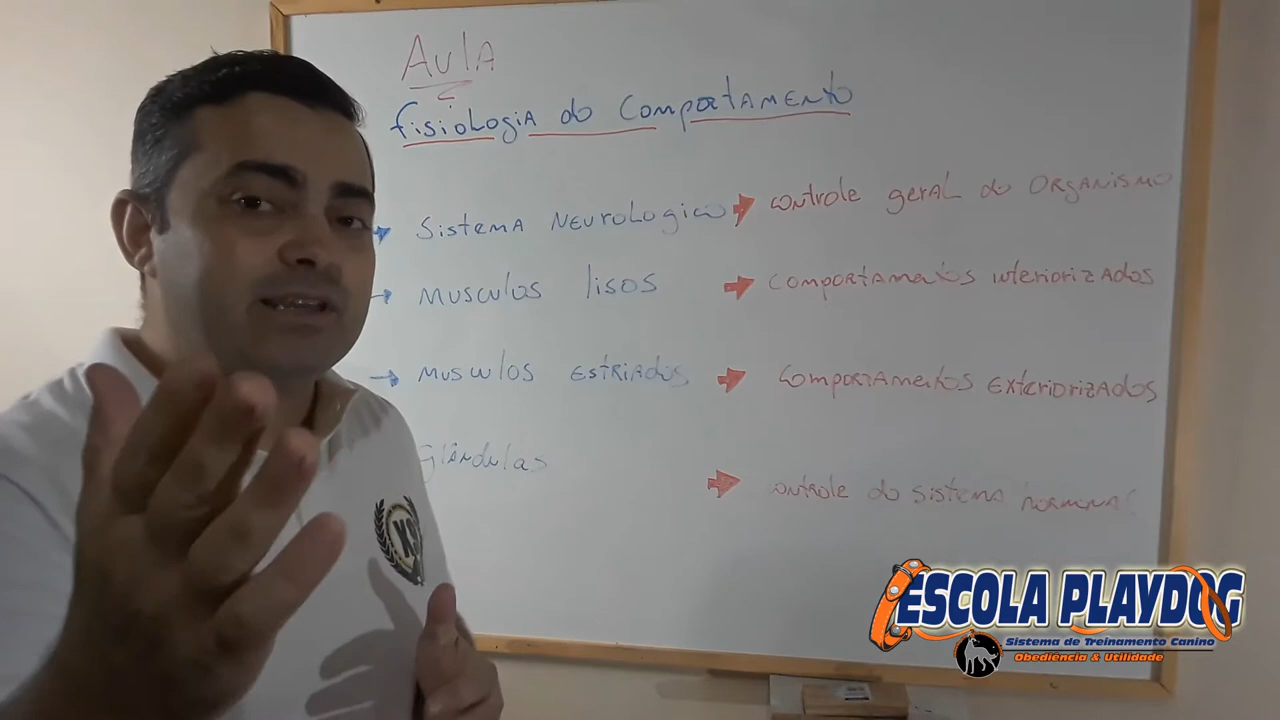 AulA
fisiologia do comportamento
Sistema Neurologico controle geral do organismo
Musculos lisos comportamentos interiorizados
Musculos estriados comportamentos exteriorizados
glândulas controle do sistema hormonal
XS
ESCOLA PLAYDOG
Sistema de Treinamento Canino
Obediência & Utilidade